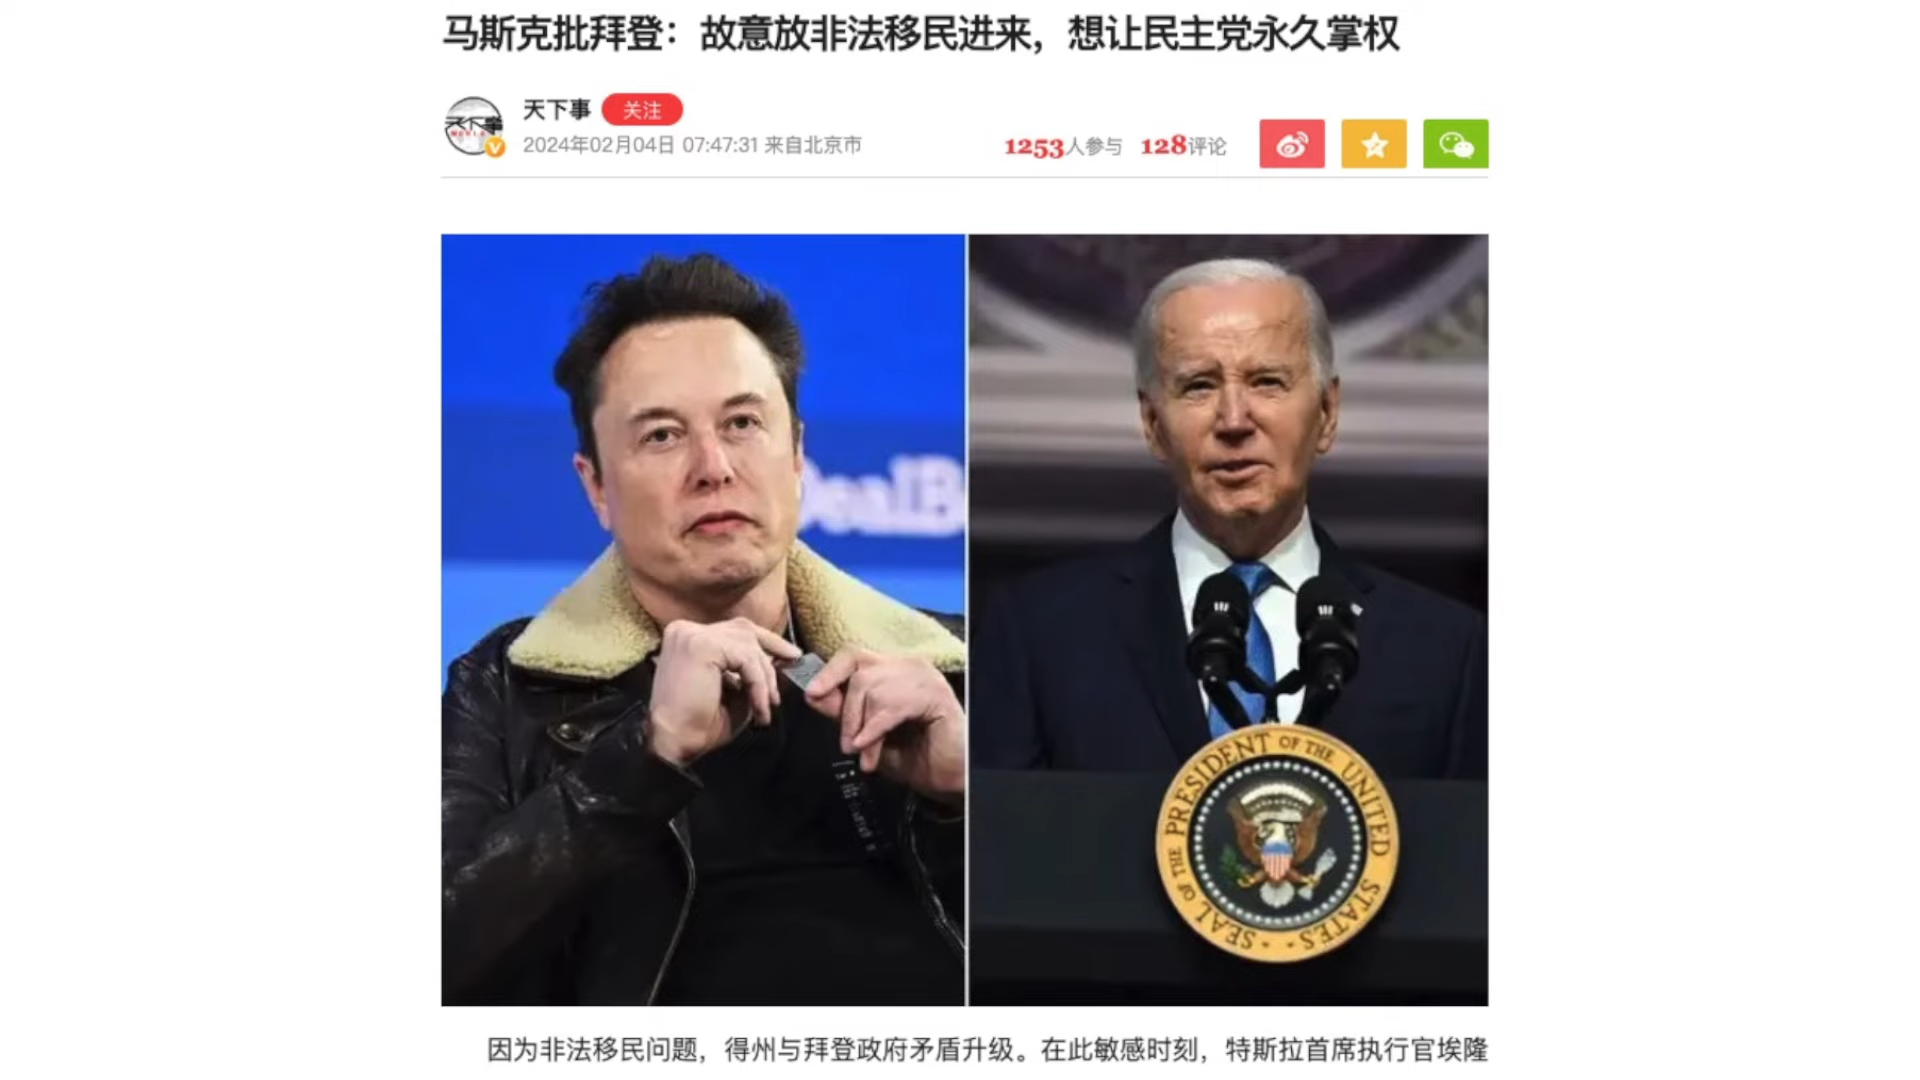 马斯克批拜登：故意放非法移民进来，想让民主党永久掌权
天下事 关注
2024年02月04日 07:47:31 来自北京市
1253人参与 128评论
DealB
SEAL OF THE PRESIDENT OF THE UNITED STATES
因为非法移民问题，得州与拜登政府矛盾升级。在此敏感时刻，特斯拉首席执行官埃隆